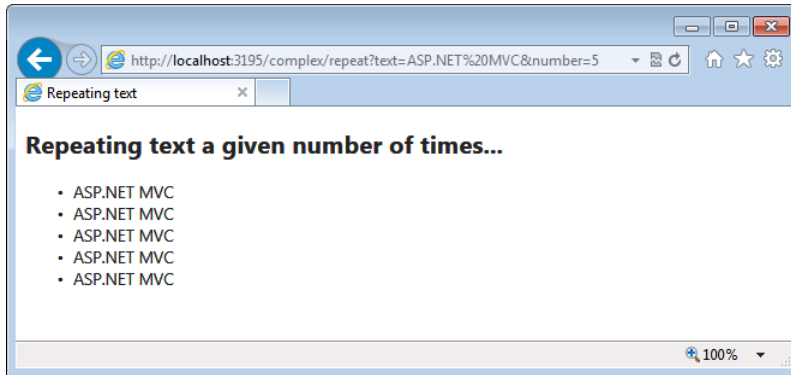 http://localhost:3195/complex/repeat?text=ASP.NET%20MVC&number=5
Repeating text
Repeating text a given number of times...
• ASP.NET MVC
• ASP.NET MVC
• ASP.NET MVC
• ASP.NET MVC
• ASP.NET MVC
100%